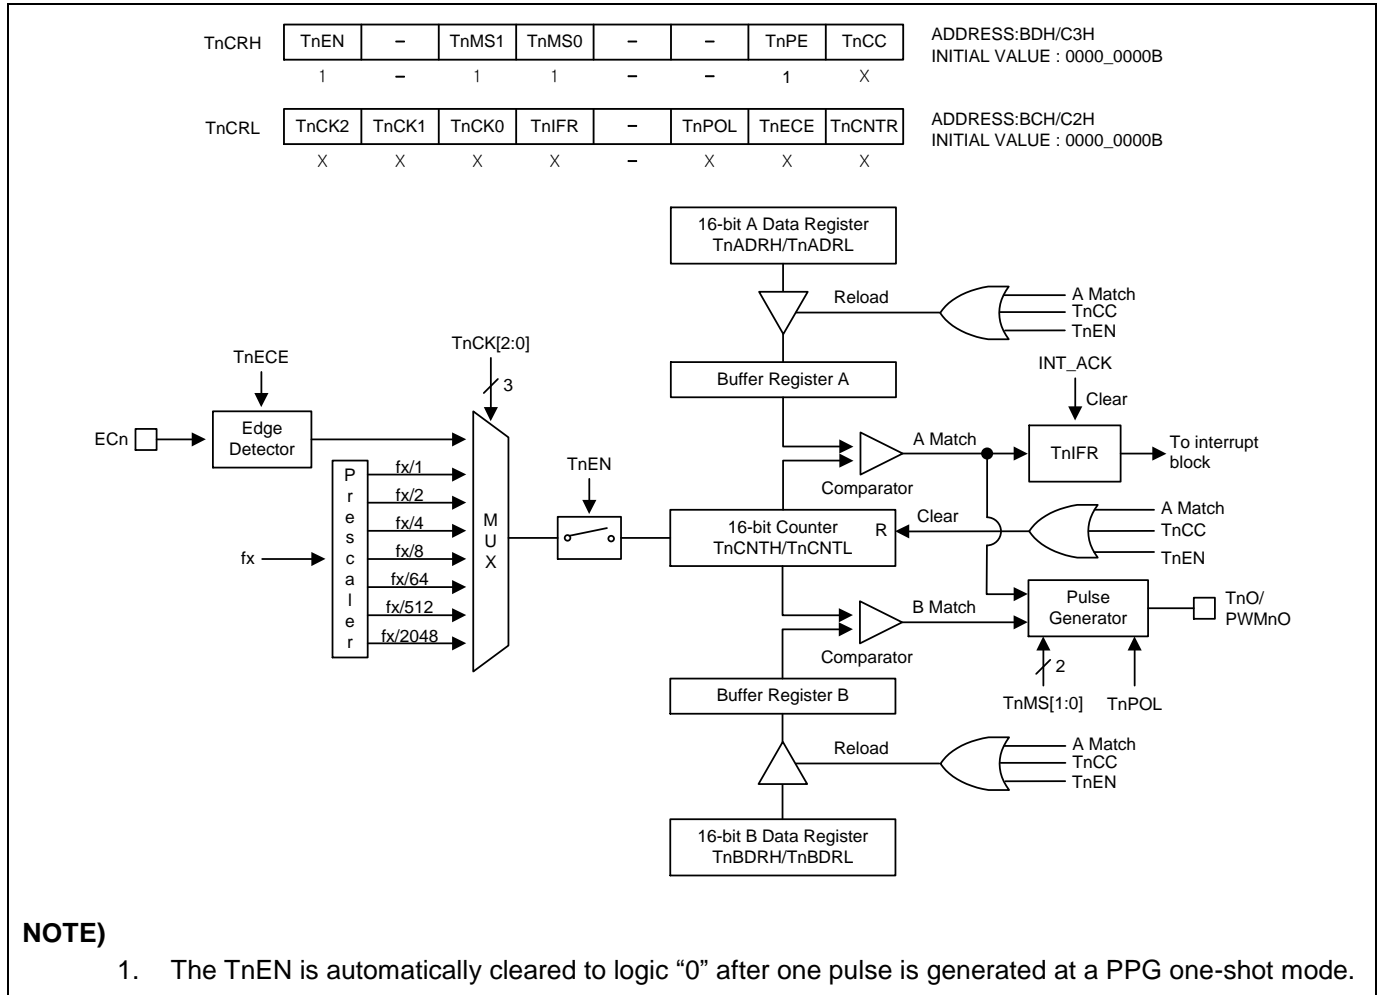 TnCRH TnEN – TnMS1 TnMS0 – – TnPE TnCC
ADDRESS:BDH/C3H
INITIAL VALUE : 0000_0000B
1 – 1 1 – – 1 X
TnCRL TnCK2 TnCK1 TnCK0 TnIFR – TnPOL TnECE TnCNTR
ADDRESS:BCH/C2H
INITIAL VALUE : 0000_0000B
X X X X – X X X
16-bit A Data Register
TnADRH/TnADRL
Reload
A Match
TnCC
TnEN
TnECE
TnCK[2:0]
3
Buffer Register A
INT_ACK
Clear
ECn
Edge
Detector
A Match
TnIFR
To interrupt
block
Comparator
Prescaler
fx/1
fx/2
fx/4
fx/8
fx/64
fx/512
fx/2048
fx
MUX
TnEN
16-bit Counter
TnCNTH/TnCNTL
R
Clear
A Match
TnCC
TnEN
B Match
Comparator
Pulse
Generator
TnO/
PWMnO
2
TnMS[1:0]
TnPOL
Buffer Register B
Reload
A Match
TnCC
TnEN
16-bit B Data Register
TnBDRH/TnBDRL
NOTE)
1. The TnEN is automatically cleared to logic “0” after one pulse is generated at a PPG one-shot mode.